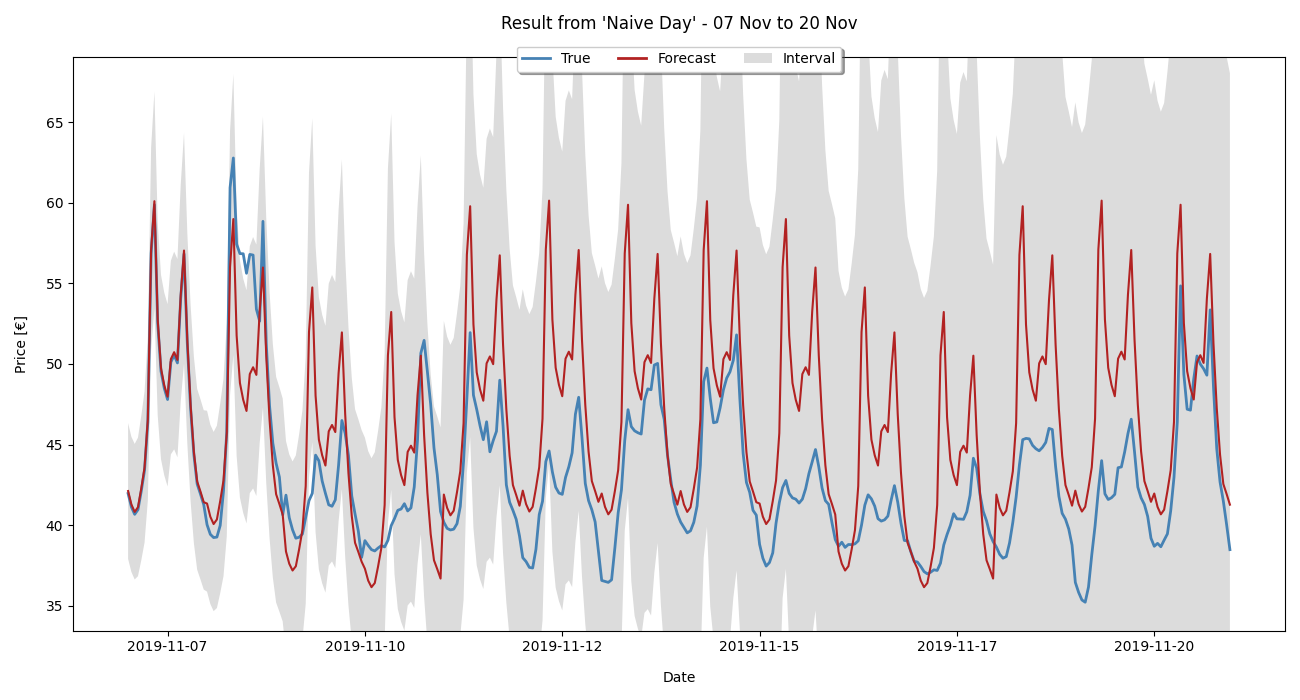 Result from 'Naive Day' - 07 Nov to 20 Nov
True Forecast Interval
Price [€]
65
60
55
50
45
40
35
2019-11-07 2019-11-10 2019-11-12 2019-11-15 2019-11-17 2019-11-20
Date